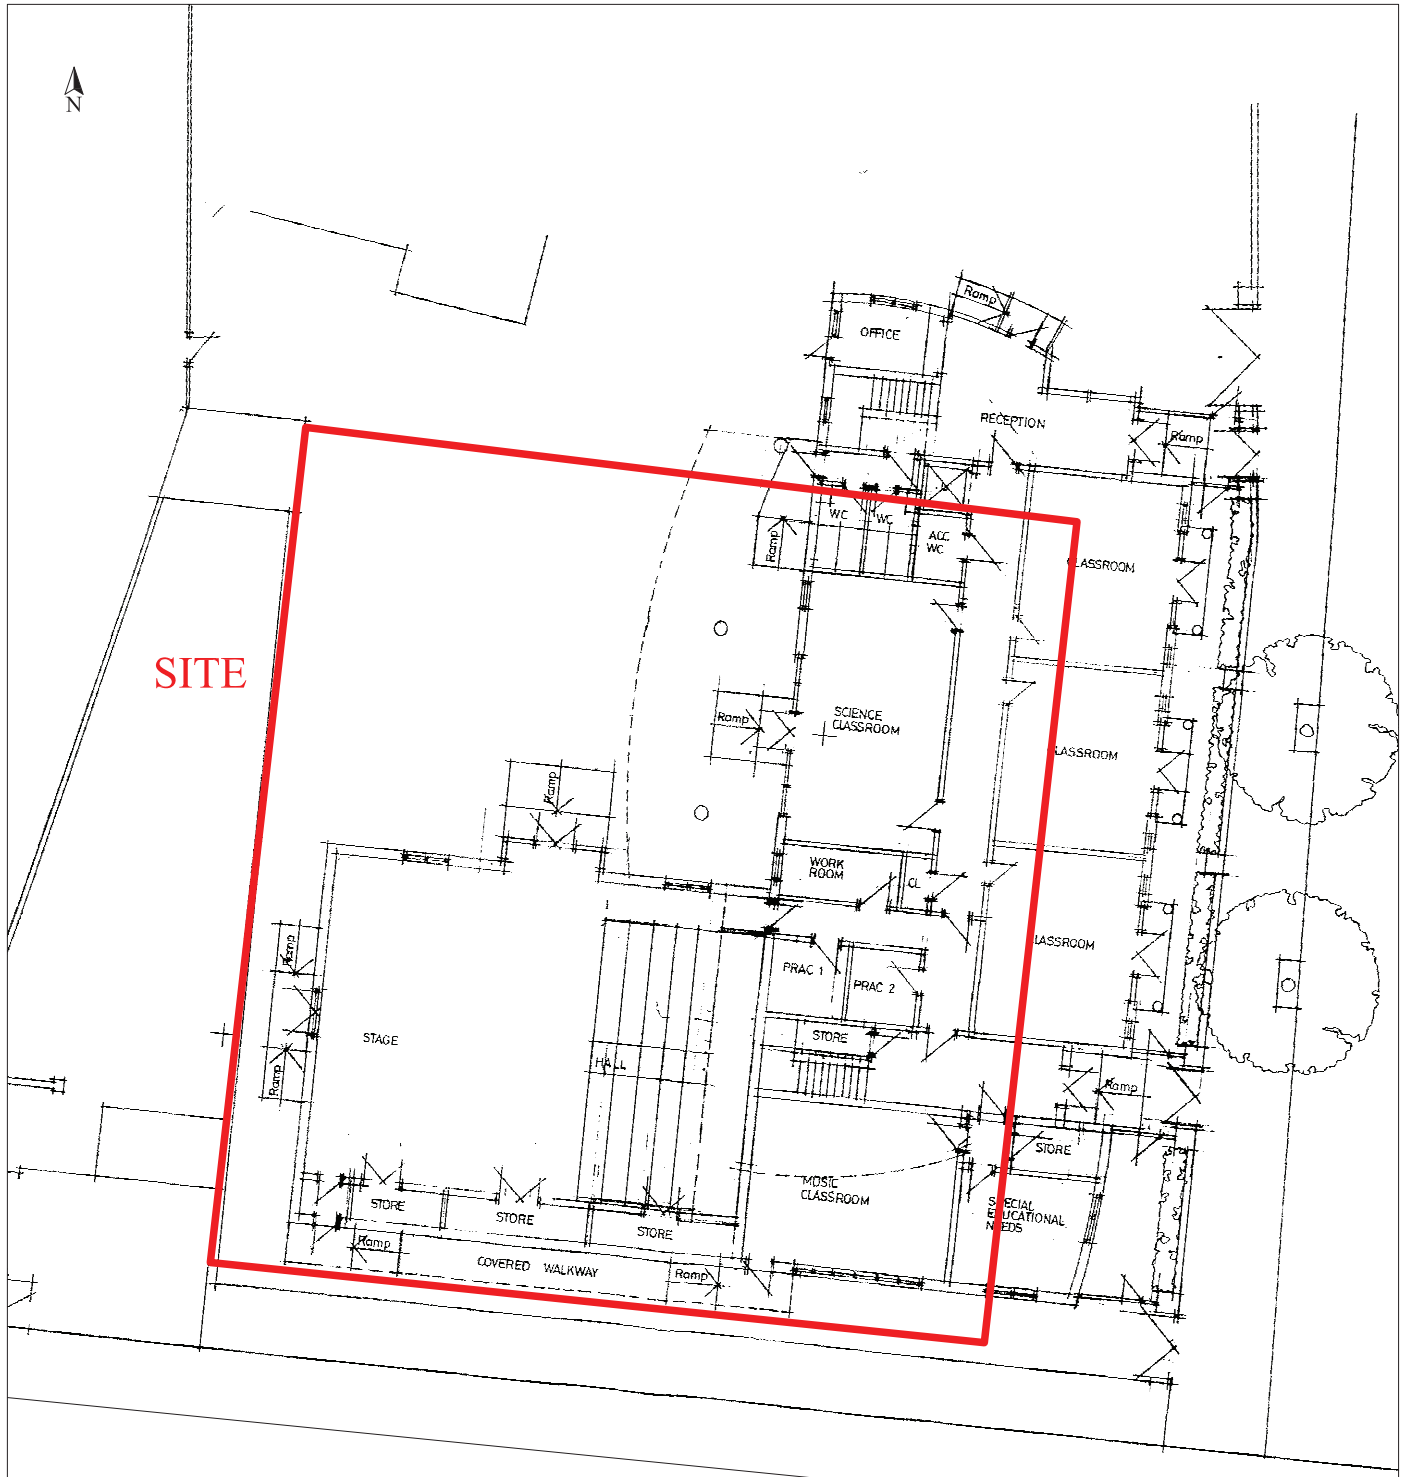 N
Ramp
OFFICE
RECEPTION
Ramp
WC
WC
ACC
WC
Ramp
CLASSROOM
SITE
SCIENCE
CLASSROOM
Ramp
CLASSROOM
Ramp
WORK
ROOM
CL
Ramp
LASSROOM
PRAC 1
PRAC 2
STAGE
STORE
HALL
Ramp
Ramp
STORE
MUSIC
CLASSROOM
SPECIAL
EDUCATIONAL
NEEDS
STORE
STORE
STORE
Ramp
COVERED WALKWAY
Ramp